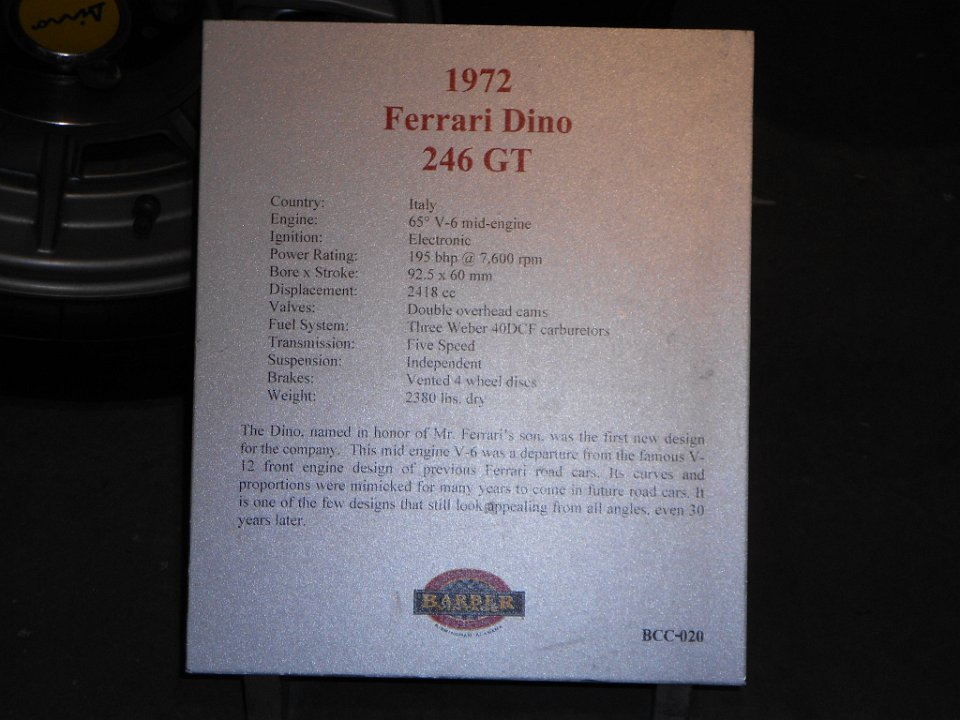 Dino
1972
Ferrari Dino
246 GT
Country: Italy
Engine: 65° V-6 mid-engine
Ignition: Electronic
Power Rating: 195 bhp @ 7,600 rpm
Bore x Stroke: 92.5 x 60 mm
Displacement: 2418 cc
Valves: Double overhead cams
Fuel System: Three Weber 40DCF carburetors
Transmission: Five Speed
Suspension: Independent
Brakes: Vented 4 wheel discs
Weight: 2380 lbs. dry
The Dino, named in honor of Mr. Ferrari's son, was the first new design
for the company. This mid engine V-6 was a departure from the famous V-
12 front engine design of previous Ferrari road cars. Its curves and
proportions were mimicked for many years to come in future road cars. It
is one of the few designs that still look appealing from all angles, even 30
years later.
BARBER
BIRMINGHAM ALABAMA
BCC-020